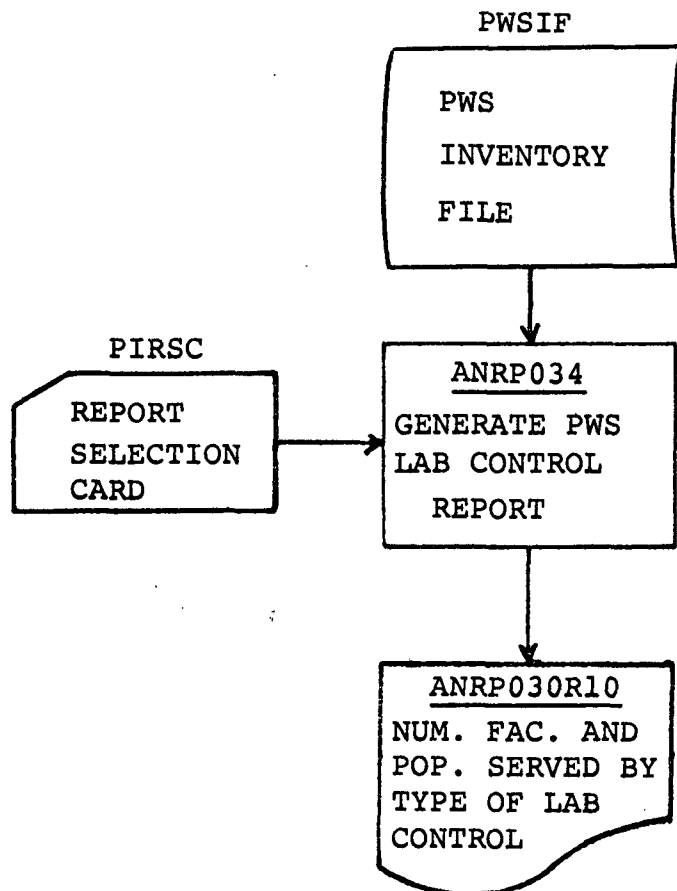 PWSIF
PWS
INVENTORY
FILE
PIRSC
REPORT
SELECTION
CARD
ANRP034
GENERATE PWS
LAB CONTROL
REPORT
ANRP030R10
NUM. FAC. AND
POP. SERVED BY
TYPE OF LAB
CONTROL